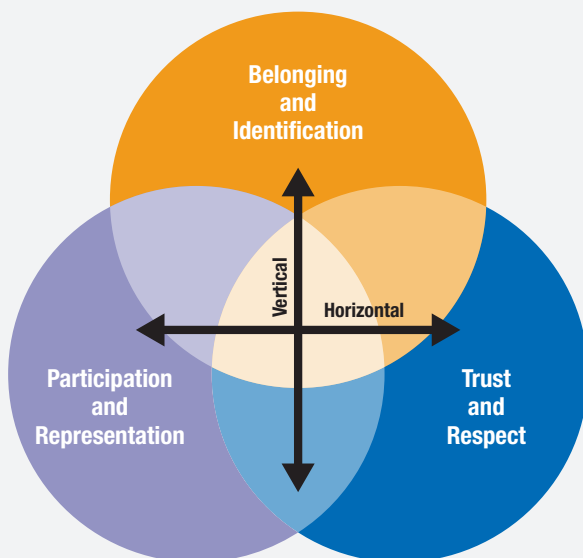 Belonging
and
Identification
Vertical
Horizontal
Participation
and
Representation
Trust
and
Respect